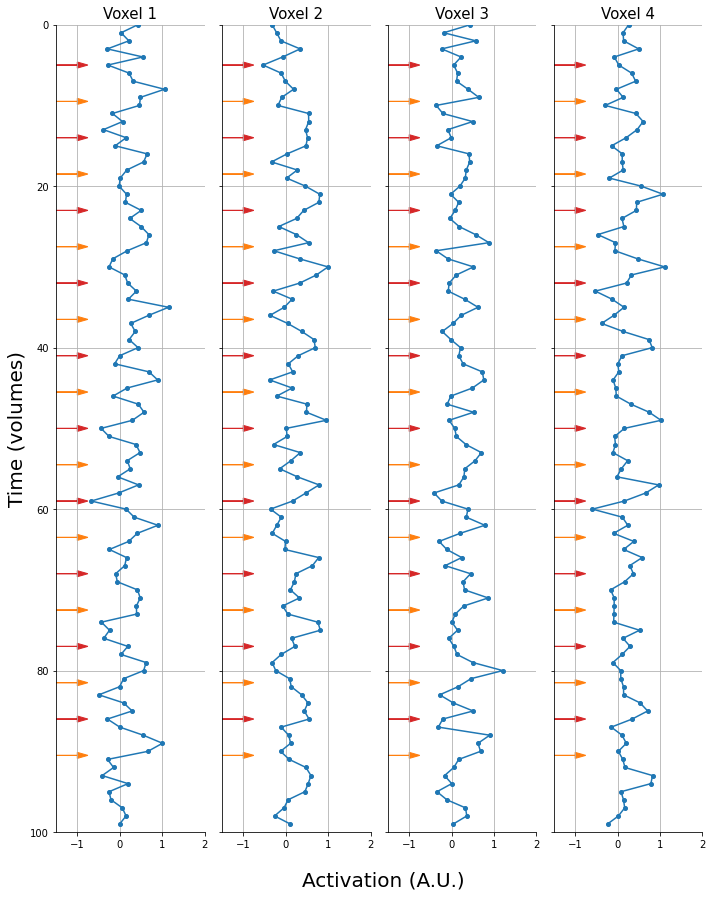 Voxel 1 Voxel 2 Voxel 3 Voxel 4
0
20
40
60
80
100
Time (volumes)
−1 0 1 2 −1 0 1 2 −1 0 1 2 −1 0 1 2
Activation (A.U.)